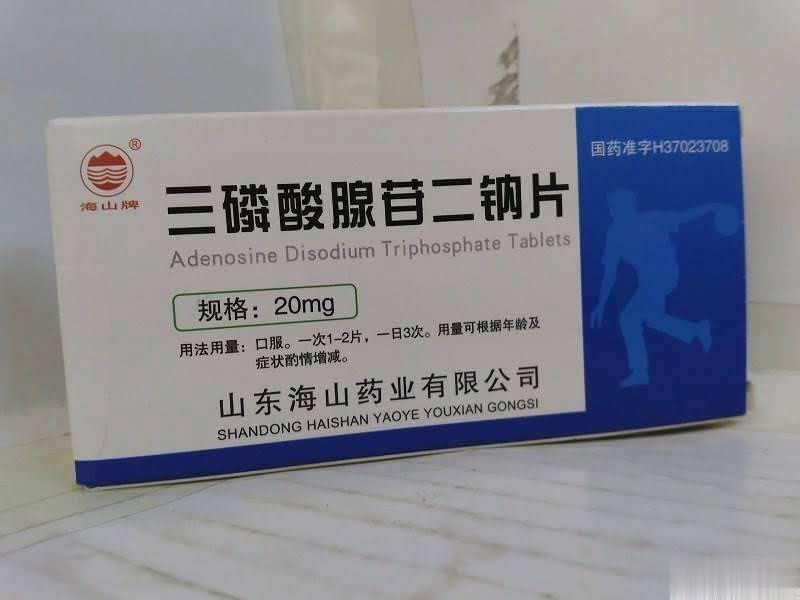 国药准字H37023708
®
海山牌
三磷酸腺苷二钠片
Adenosine Disodium Triphosphate Tablets
规格：20mg
用法用量：口服。一次1-2片，一日3次。用量可根据年龄及
症状酌情增减。
山东海山药业有限公司
SHANDONG HAISHAN YAOYE YOUXIAN GONGSI